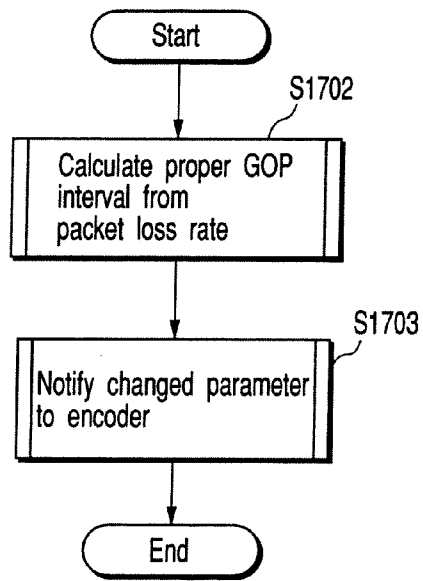 Start
S1702
Calculate proper GOP
interval from
packet loss rate
S1703
Notify changed parameter
to encoder
End